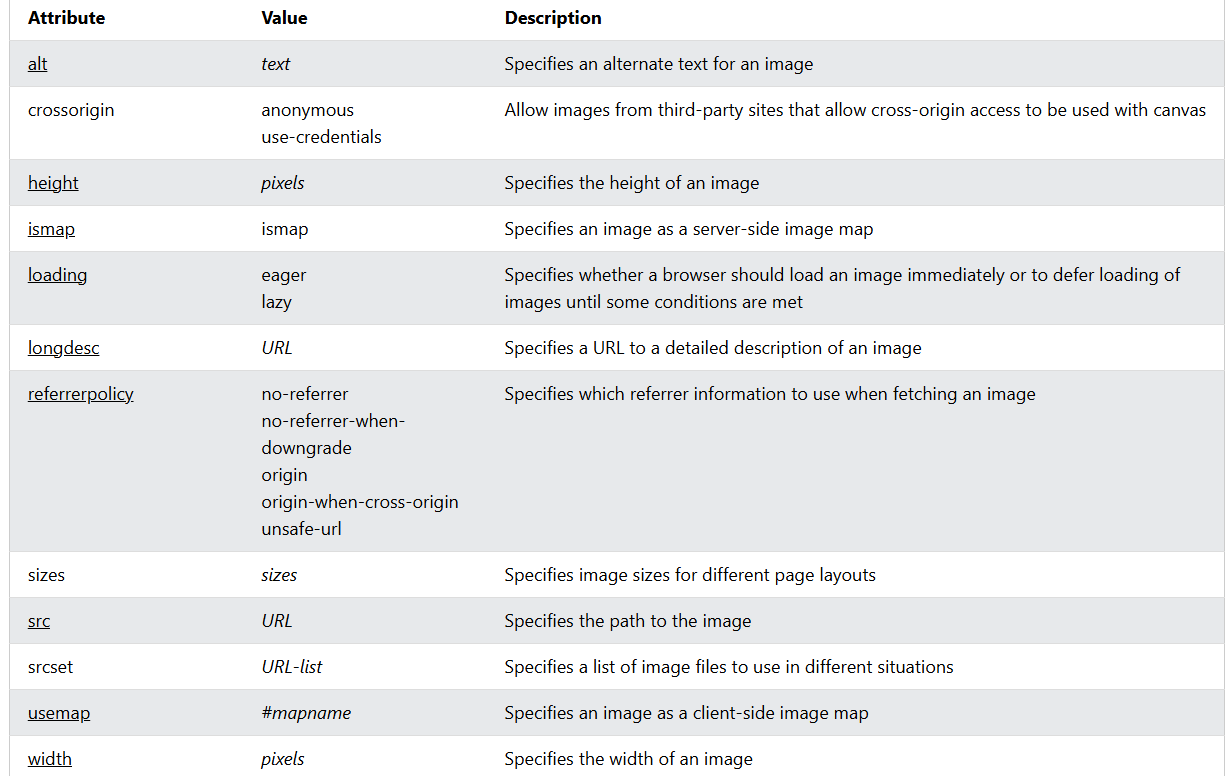 Attribute Value Description
alt text Specifies an alternate text for an image
crossorigin anonymous Allow images from third-party sites that allow cross-origin access to be used with canvas
use-credentials
height pixels Specifies the height of an image
ismap ismap Specifies an image as a server-side image map
loading eager Specifies whether a browser should load an image immediately or to defer loading of
lazy images until some conditions are met
longdesc URL Specifies a URL to a detailed description of an image
referrerpolicy no-referrer Specifies which referrer information to use when fetching an image
no-referrer-when-
downgrade
origin
origin-when-cross-origin
unsafe-url
sizes sizes Specifies image sizes for different page layouts
src URL Specifies the path to the image
srcset URL-list Specifies a list of image files to use in different situations
usemap #mapname Specifies an image as a client-side image map
width pixels Specifies the width of an image